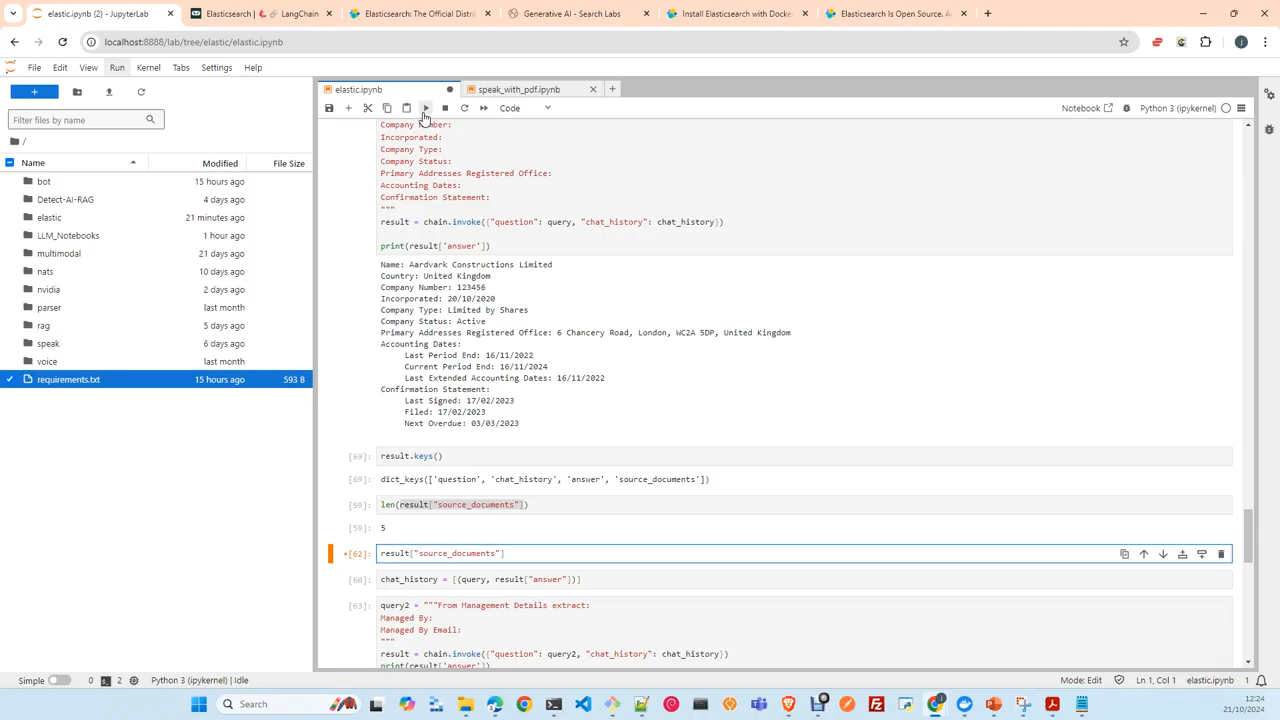 elastic.ipynb (2) - JupyterLab
Elasticsearch | 🦜️🔗 LangChain
Elasticsearch: The Official Distri
Generative AI - Search Labs
Install Elasticsearch with Docke
Elasticsearch Is Open Source. A
localhost:8888/lab/tree/elastic/elastic.ipynb
File Edit View Run Kernel Tabs Settings Help
elastic.ipynb
speak_with_pdf.ipynb
Code
Notebook
Python 3 (ipykernel)
Filter files by name
/
Name Modified File Size
bot 15 hours ago
Detect-AI-RAG 4 days ago
elastic 21 minutes ago
LLM_Notebooks 1 hour ago
multimodal 21 days ago
nats 10 days ago
nvidia 2 days ago
parser last month
rag 5 days ago
speak 6 days ago
voice last month
requirements.txt 15 hours ago 593 B
Company Number:
Incorporated:
Company Type:
Company Status:
Primary Addresses Registered Office:
Accounting Dates:
Confirmation Statement:
"""
result = chain.invoke({"question": query, "chat_history": chat_history})
print(result['answer'])
Name: Aardvark Constructions Limited
Country: United Kingdom
Company Number: 123456
Incorporated: 20/10/2020
Company Type: Limited by Shares
Company Status: Active
Primary Addresses Registered Office: 6 Chancery Road, London, WC2A 5DP, United Kingdom
Accounting Dates:
Last Period End: 16/11/2022
Current Period End: 16/11/2024
Last Extended Accounting Dates: 16/11/2022
Confirmation Statement:
Last Signed: 17/02/2023
Filed: 17/02/2023
Next Overdue: 03/03/2023
[69]: result.keys()
[69]: dict_keys(['question', 'chat_history', 'answer', 'source_documents'])
[59]: len(result["source_documents"])
[59]: 5
[62]: result["source_documents"]
[60]: chat_history = [(query, result["answer"])]
[63]: query2 = """From Management Details extract:
Managed By:
Managed By Email:
"""
result = chain.invoke({"question": query2, "chat_history": chat_history})
print(result['answer'])
Simple 0 2 Python 3 (ipykernel) | Idle
Mode: Edit Ln 1, Col 1 elastic.ipynb 1
Search
12:24
21/10/2024